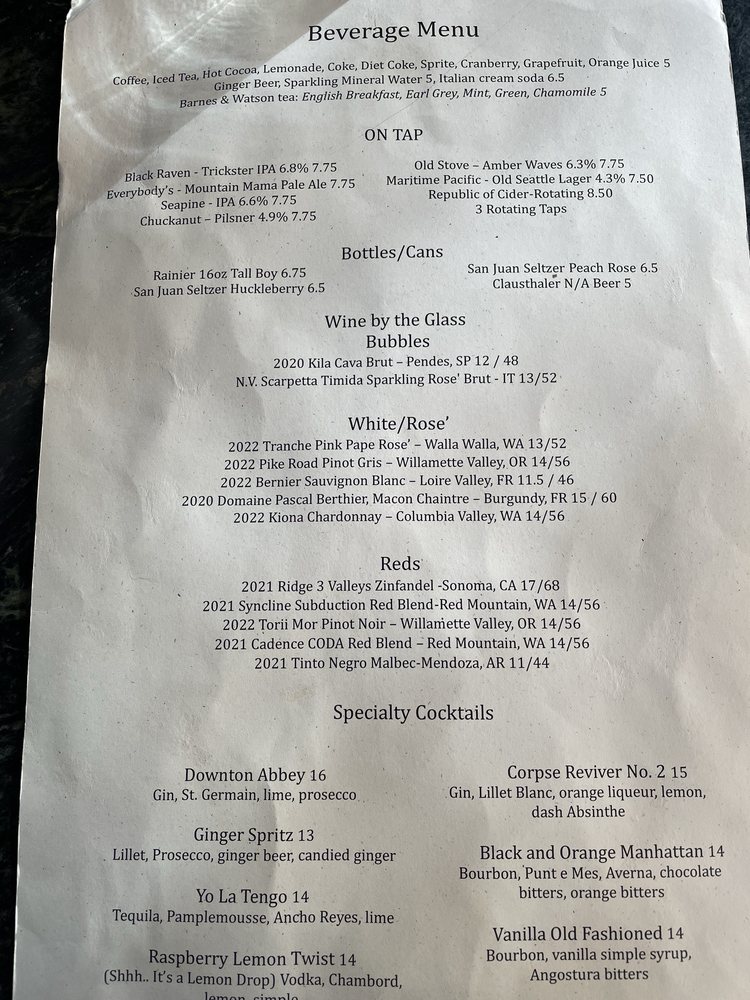 Beverage Menu
Coffee, Iced Tea, Hot Cocoa, Lemonade, Coke, Diet Coke, Sprite, Cranberry, Grapefruit, Orange Juice 5
Ginger Beer, Sparkling Mineral Water 5, Italian cream soda 6.5
Barnes & Watson tea: English Breakfast, Earl Grey, Mint, Green, Chamomile 5
ON TAP
Black Raven - Trickster IPA 6.8% 7.75
Everybody's - Mountain Mama Pale Ale 7.75
Seapine - IPA 6.6% 7.75
Chuckanut – Pilsner 4.9% 7.75
Old Stove – Amber Waves 6.3% 7.75
Maritime Pacific - Old Seattle Lager 4.3% 7.50
Republic of Cider-Rotating 8.50
3 Rotating Taps
Bottles/Cans
Rainier 16oz Tall Boy 6.75
San Juan Seltzer Huckleberry 6.5
San Juan Seltzer Peach Rose 6.5
Clausthaler N/A Beer 5
Wine by the Glass
Bubbles
2020 Kila Cava Brut – Pendes, SP 12 / 48
N.V. Scarpetta Timida Sparkling Rose' Brut - IT 13/52
White/Rose’
2022 Tranche Pink Pape Rose’ – Walla Walla, WA 13/52
2022 Pike Road Pinot Gris – Willamette Valley, OR 14/56
2022 Bernier Sauvignon Blanc – Loire Valley, FR 11.5 / 46
2020 Domaine Pascal Berthier, Macon Chaintre – Burgundy, FR 15 / 60
2022 Kiona Chardonnay – Columbia Valley, WA 14/56
Reds
2021 Ridge 3 Valleys Zinfandel -Sonoma, CA 17/68
2021 Syncline Subduction Red Blend-Red Mountain, WA 14/56
2022 Torii Mor Pinot Noir – Willamette Valley, OR 14/56
2021 Cadence CODA Red Blend – Red Mountain, WA 14/56
2021 Tinto Negro Malbec-Mendoza, AR 11/44
Specialty Cocktails
Downton Abbey 16
Gin, St. Germain, lime, prosecco
Ginger Spritz 13
Lillet, Prosecco, ginger beer, candied ginger
Yo La Tengo 14
Tequila, Pamplemousse, Ancho Reyes, lime
Raspberry Lemon Twist 14
(Shhh.. It’s a Lemon Drop) Vodka, Chambord,
lemon, simple
Corpse Reviver No. 2 15
Gin, Lillet Blanc, orange liqueur, lemon,
dash Absinthe
Black and Orange Manhattan 14
Bourbon, Punt e Mes, Averna, chocolate
bitters, orange bitters
Vanilla Old Fashioned 14
Bourbon, vanilla simple syrup,
Angostura bitters